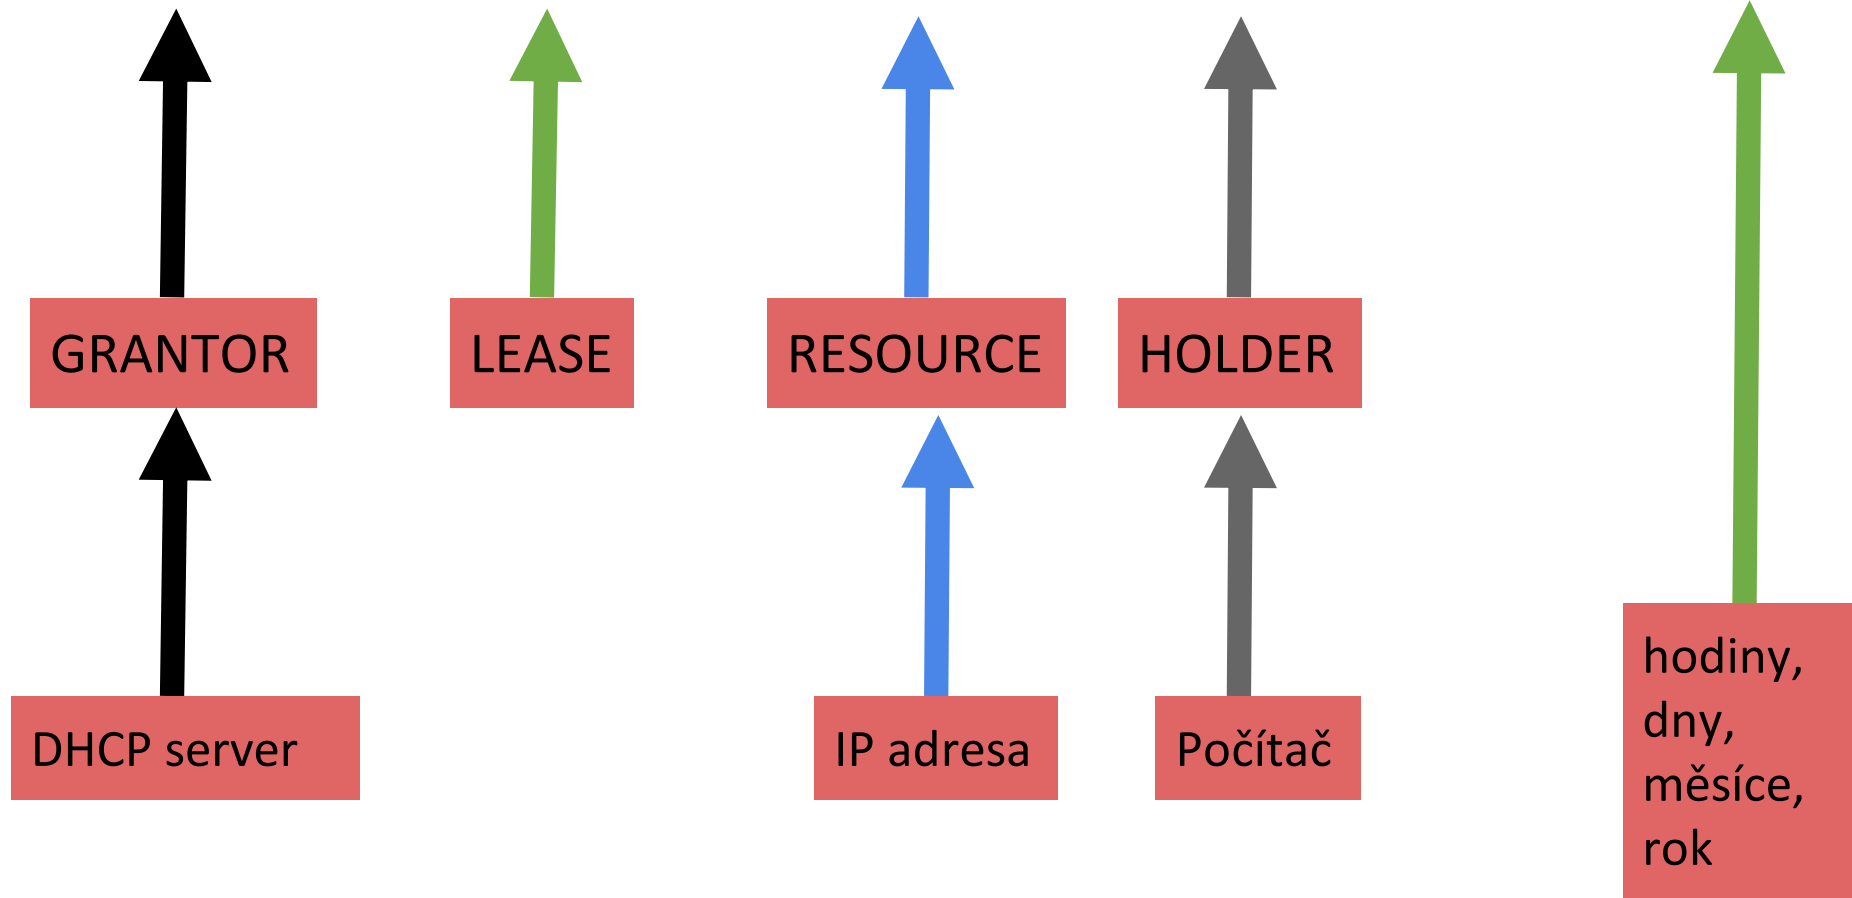 GRANTOR
LEASE
RESOURCE
HOLDER
DHCP server
IP adresa
Počítač
hodiny,
dny,
měsíce,
rok